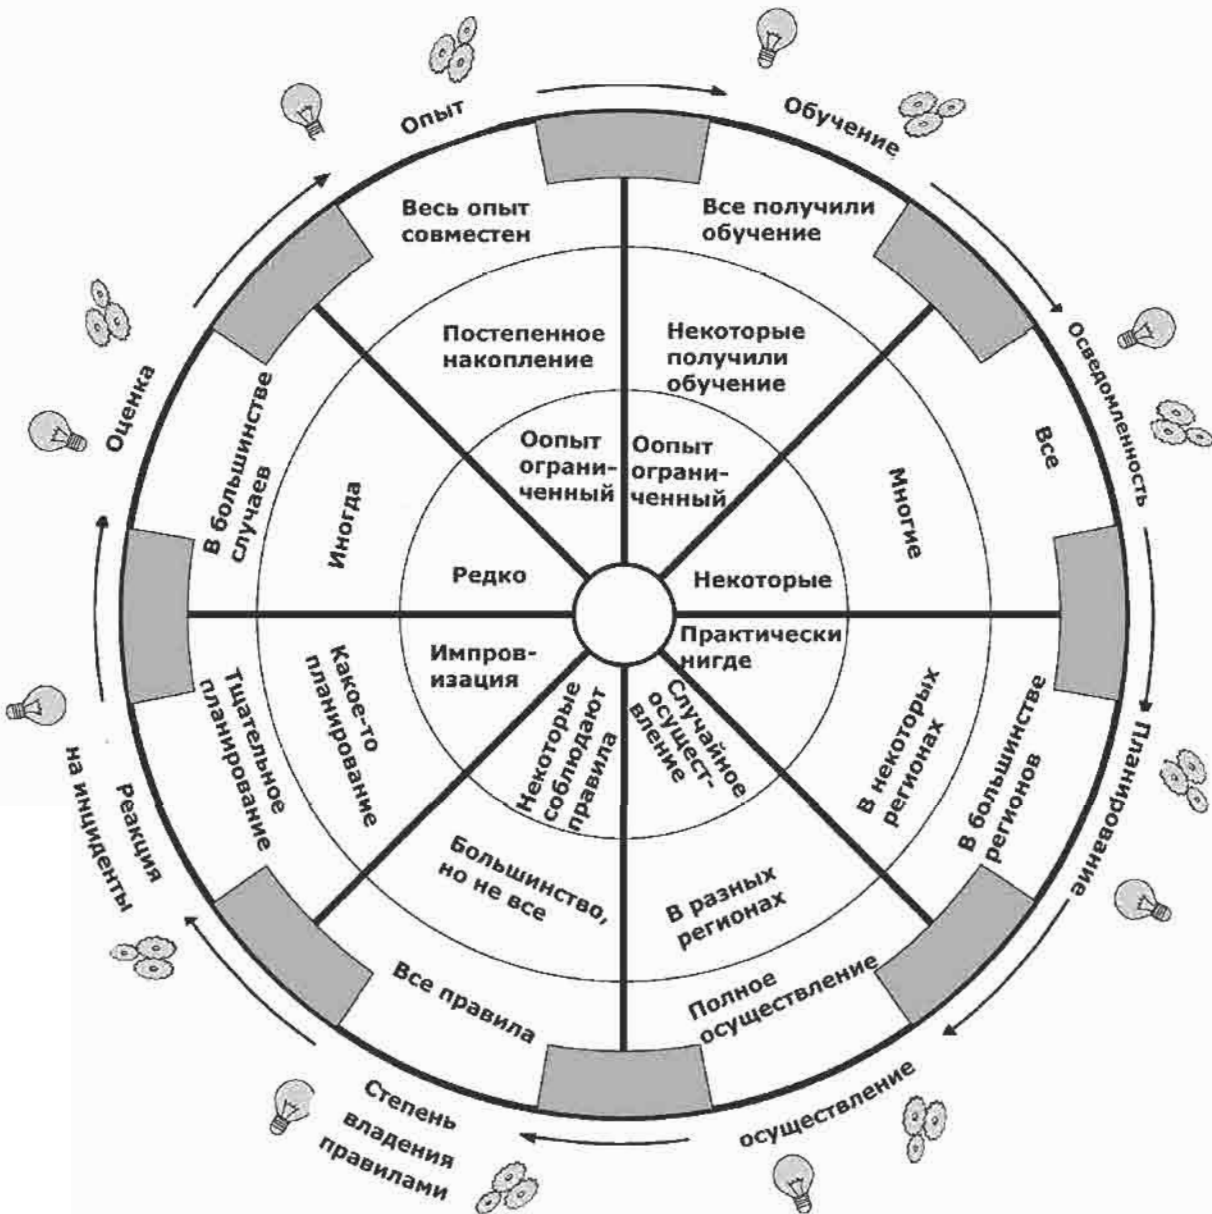 Опыт
Обучение
Осведомленность
Планирование
осуществление
Степень
владения
правилами
Реакция
на инциденты
Оценка
Весь опыт
совместен
Постепенное
накопление
Оопыт
ограни-
ченный
Все получили
обучение
Некоторые
получили
обучение
Оопыт
ограни-
ченный
Все
Многие
Некоторые
В большинстве
регионов
В некоторых
регионах
Практически
нигде
Полное
осуществление
В разных
регионах
Случайное
осущест-
вление
Все правила
Большинство,
но не все
Некоторые
соблюдают
правила
Тщательное
планирование
Какое-то
планирование
Импров-
изация
В большинстве
случаев
Иногда
Редко